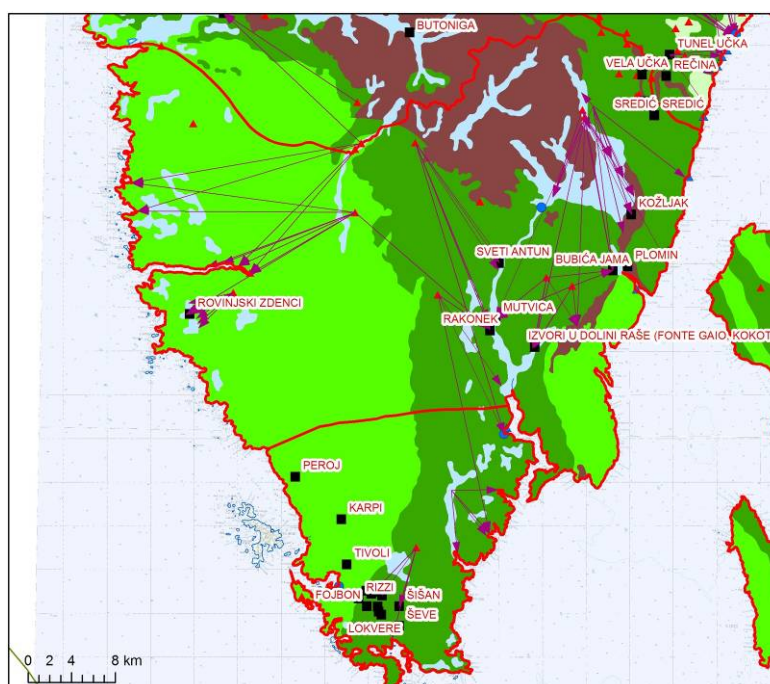 BUTONIGA
TUNEL UČKA
VELA UČKA
REČINA
SREDIĆ
SREDIĆ
KOŽLJAK
SVETI ANTUN
BUBIĆA JAMA
PLOMIN
ROVINJSKI ZDENCI
MUTVICA
RAKONEK
IZVORI U DOLINI RAŠE (FONTE GAIO, KOKOT
PEROJ
KARPI
TIVOLI
FOJBON
RIZZI
ŠIŠAN
ŠEVE
LOKVERE
0 2 4 8 km